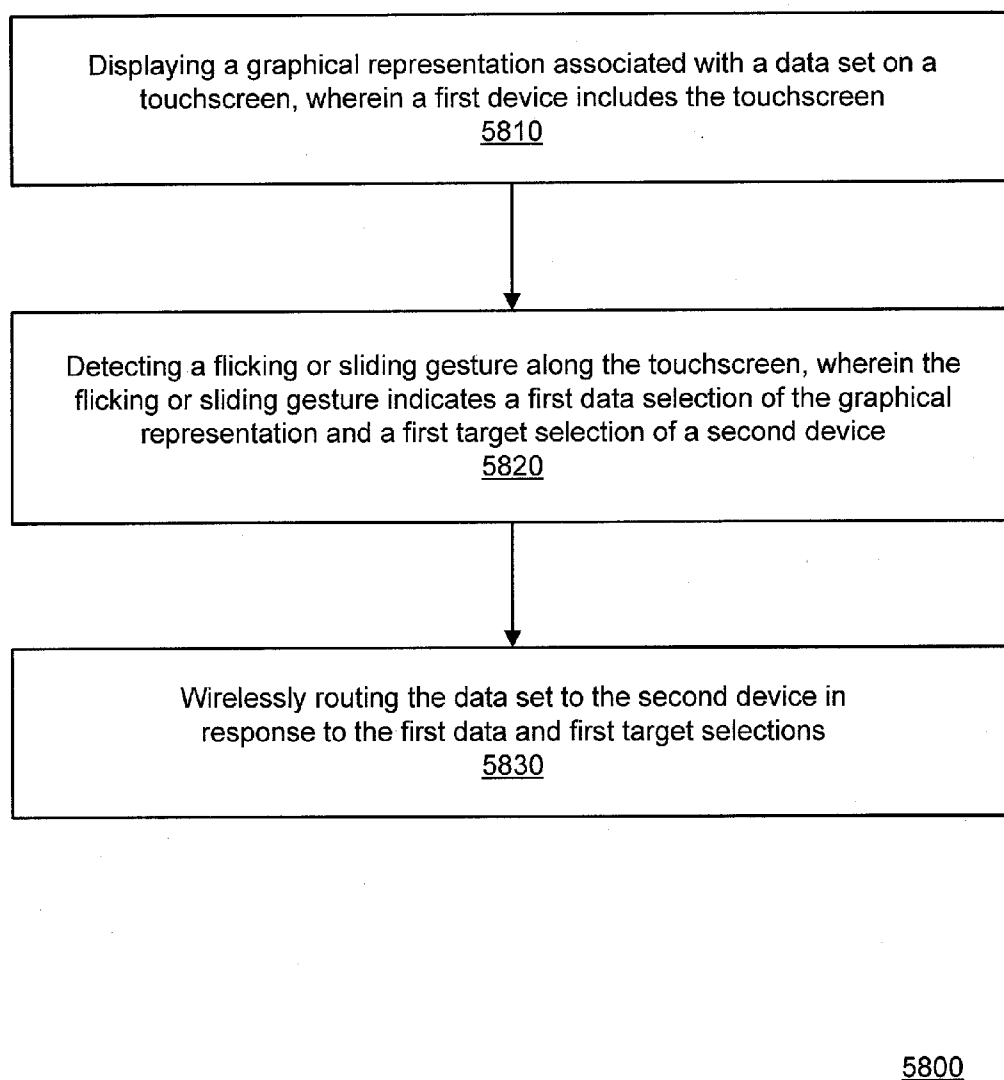 Displaying a graphical representation associated with a data set on a
touchscreen, wherein a first device includes the touchscreen
5810
Detecting a flicking or sliding gesture along the touchscreen, wherein the
flicking or sliding gesture indicates a first data selection of the graphical
representation and a first target selection of a second device
5820
Wirelessly routing the data set to the second device in
response to the first data and first target selections
5830
5800